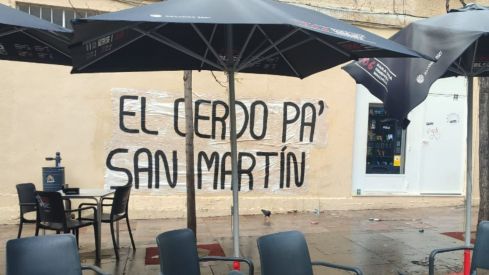 EL CERDO PA'
SAN MARTÍN